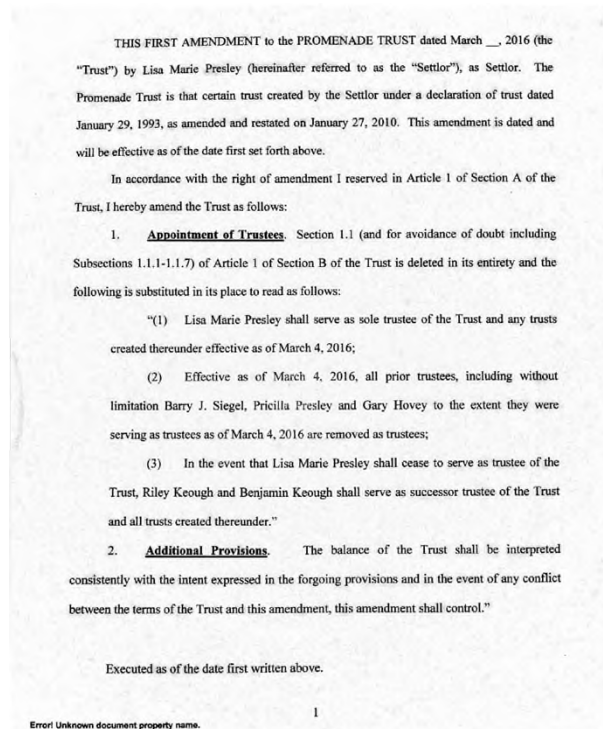 THIS FIRST AMENDMENT to the PROMENADE TRUST dated March __, 2016 (the
"Trust") by Lisa Marie Presley (hereinafter referred to as the "Settlor"), as Settlor. The
Promenade Trust is that certain trust created by the Settlor under a declaration of trust dated
January 29, 1993, as amended and restated on January 27, 2010. This amendment is dated and
will be effective as of the date first set forth above.
In accordance with the right of amendment I reserved in Article 1 of Section A of the
Trust, I hereby amend the Trust as follows:
1. Appointment of Trustees. Section 1.1 (and for avoidance of doubt including
Subsections 1.1.1-1.1.7) of Article 1 of Section B of the Trust is deleted in its entirety and the
following is substituted in its place to read as follows:
"(1) Lisa Marie Presley shall serve as sole trustee of the Trust and any trusts
created thereunder effective as of March 4, 2016;
(2) Effective as of March 4, 2016, all prior trustees, including without
limitation Barry J. Siegel, Pricilla Presley and Gary Hovey to the extent they were
serving as trustees as of March 4, 2016 are removed as trustees;
(3) In the event that Lisa Marie Presley shall cease to serve as trustee of the
Trust, Riley Keough and Benjamin Keough shall serve as successor trustee of the Trust
and all trusts created thereunder."
2. Additional Provisions. The balance of the Trust shall be interpreted
consistently with the intent expressed in the forgoing provisions and in the event of any conflict
between the terms of the Trust and this amendment, this amendment shall control."
Executed as of the date first written above.
1
Error! Unknown document property name.